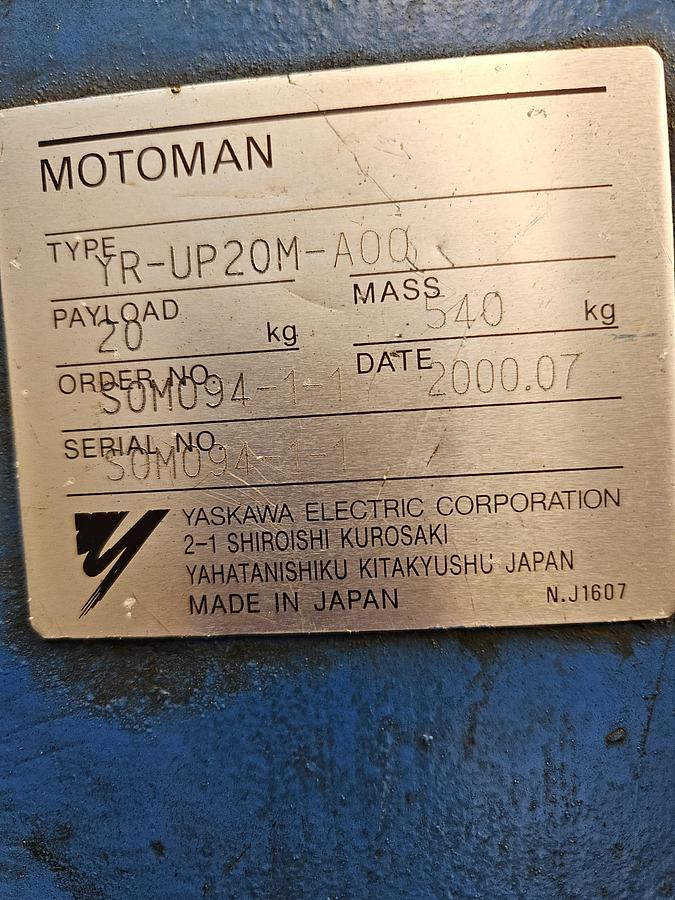 MOTOMAN
TYPE YR-UP20M-A00
PAYLOAD 20 kg MASS 540 kg
ORDER NO. S0M094-1-1 DATE 2000.07
SERIAL NO. S0M094-1-1
YASKAWA ELECTRIC CORPORATION
2-1 SHIROISHI KUROSAKI
YAHATANISHIKU KITAKYUSHU JAPAN
MADE IN JAPAN N.J1607